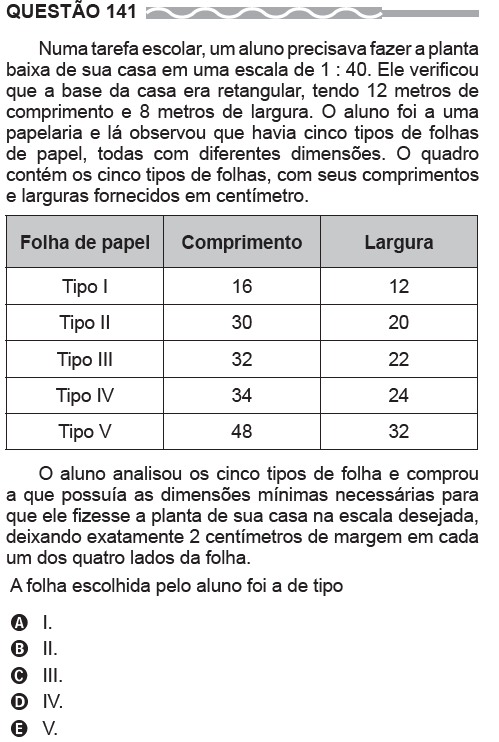 QUESTÃO 141
Numa tarefa escolar, um aluno precisava fazer a planta
baixa de sua casa em uma escala de 1 : 40. Ele verificou
que a base da casa era retangular, tendo 12 metros de
comprimento e 8 metros de largura. O aluno foi a uma
papelaria e lá observou que havia cinco tipos de folhas
de papel, todas com diferentes dimensões. O quadro
contém os cinco tipos de folhas, com seus comprimentos
e larguras fornecidos em centímetro.
Folha de papel Comprimento Largura
Tipo I 16 12
Tipo II 30 20
Tipo III 32 22
Tipo IV 34 24
Tipo V 48 32
O aluno analisou os cinco tipos de folha e comprou
a que possuía as dimensões mínimas necessárias para
que ele fizesse a planta de sua casa na escala desejada,
deixando exatamente 2 centímetros de margem em cada
um dos quatro lados da folha.
A folha escolhida pelo aluno foi a de tipo
A I.
B II.
C III.
D IV.
E V.